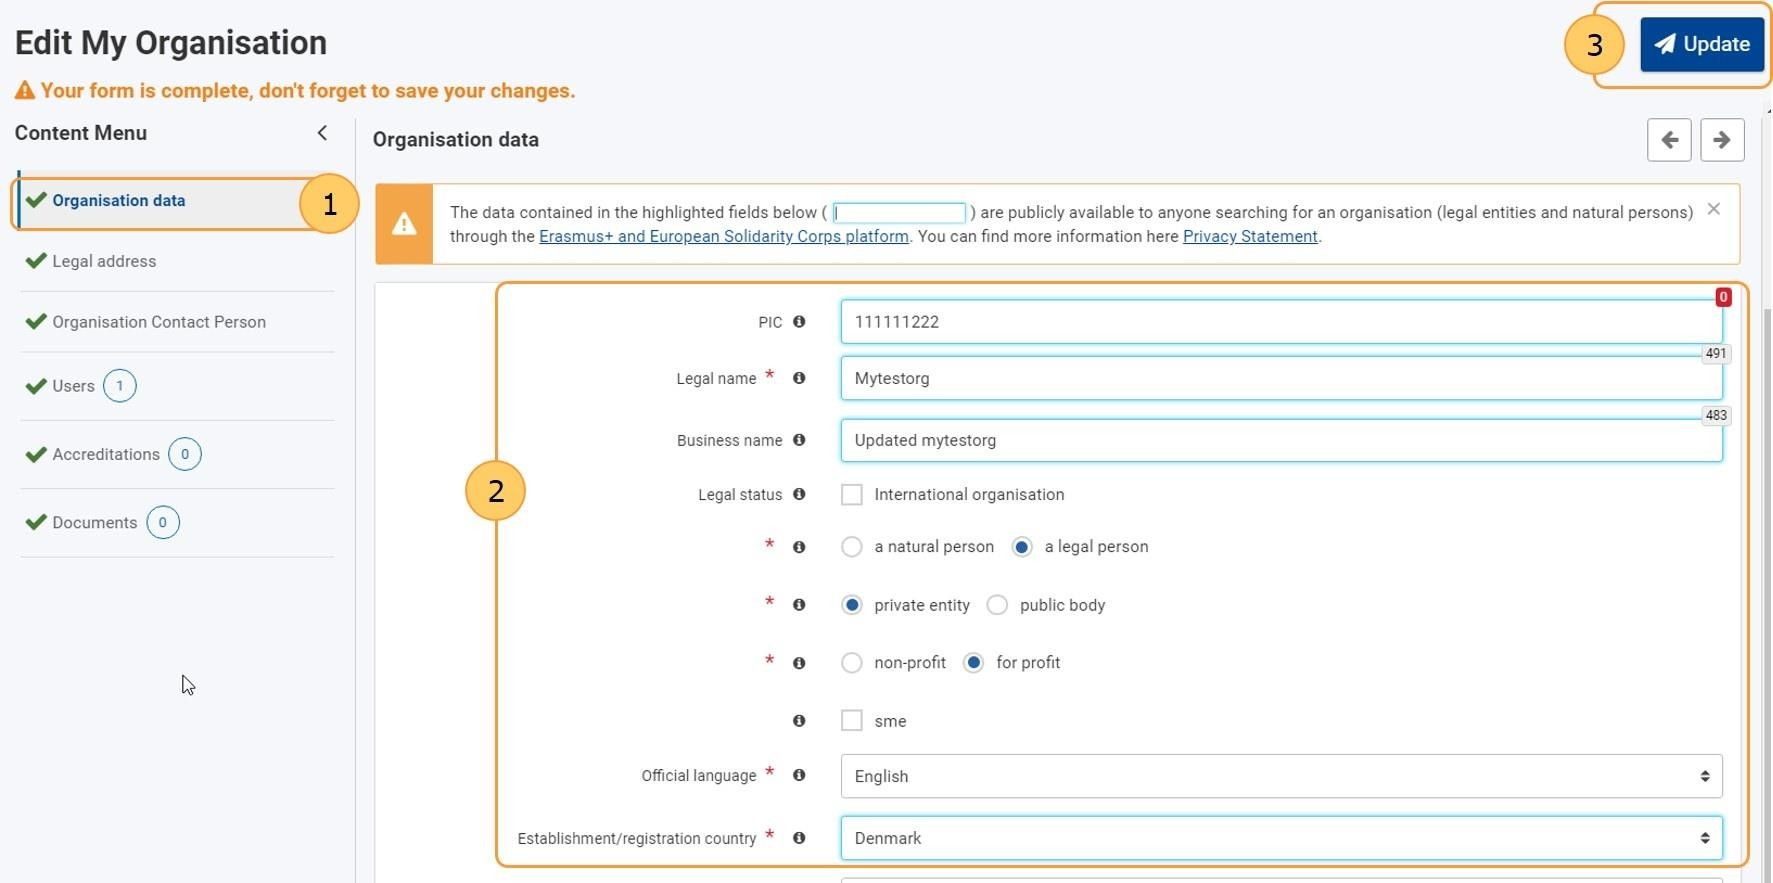 Edit My Organisation
3
Update
Your form is complete, don't forget to save your changes.
Content Menu
Organisation data
1
Legal address
Organisation Contact Person
Users 1
Accreditations 0
Documents 0
Organisation data
The data contained in the highlighted fields below ( ) are publicly available to anyone searching for an organisation (legal entities and natural persons)
through the Erasmus+ and European Solidarity Corps platform. You can find more information here Privacy Statement.
2
0
PIC 111111222
491
Legal name * Mytestorg
483
Business name Updated mytestorg
Legal status International organisation
* a natural person a legal person
* private entity public body
* non-profit for profit
sme
Official language * English
Establishment/registration country * Denmark